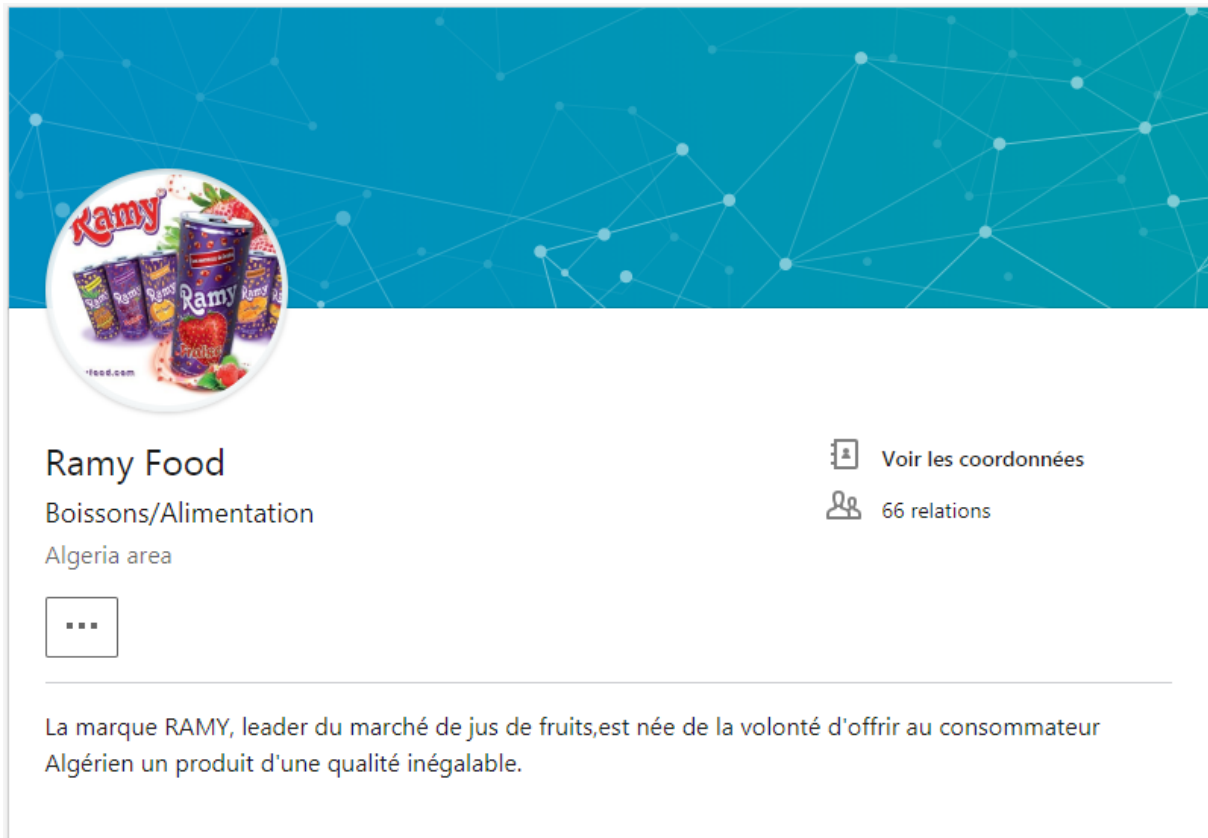 Ramy
Ramy
Ramy
Ramy
Ramy
Ramy
Fraise
food.com
Ramy Food
Boissons/Alimentation
Algeria area
Voir les coordonnées
66 relations
La marque RAMY, leader du marché de jus de fruits,est née de la volonté d'offrir au consommateur
Algérien un produit d'une qualité inégalable.